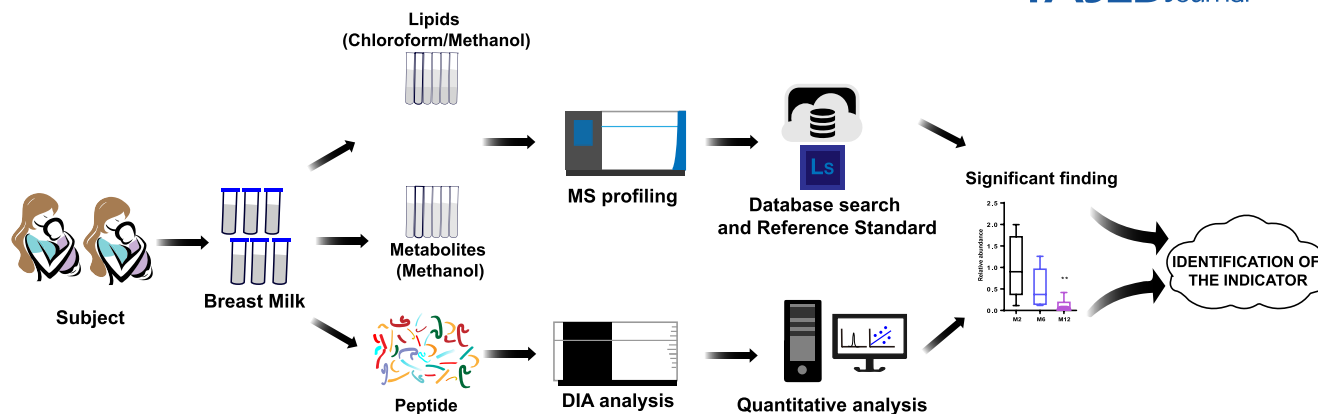 Journal
Lipids
(Chloroform/Methanol)
MS profiling
LS
Database search
and Reference Standard
Significant finding
2.5
2.0
1.5
1.0
0.5
0.0
Relative abundance
**
M2 M6 M12
IDENTIFICATION OF
THE INDICATOR
Metabolites
(Methanol)
Subject
Breast Milk
Peptide
DIA analysis
Quantitative analysis